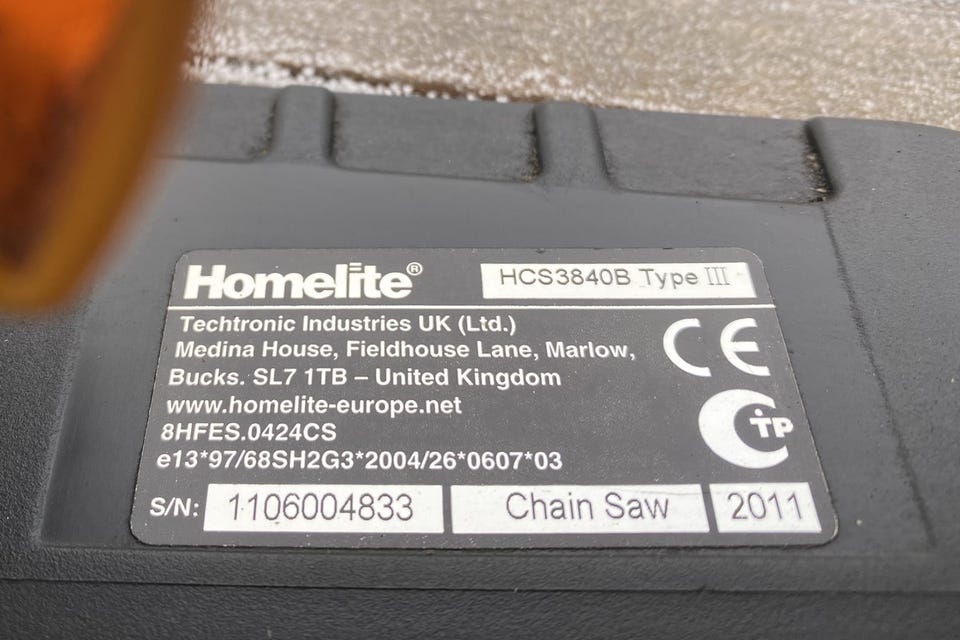 Homelite®
HCS3840B Type III
Techtronic Industries UK (Ltd.)
Medina House, Fieldhouse Lane, Marlow,
Bucks. SL7 1TB – United Kingdom
www.homelite-europe.net
8HFES.0424CS
e13*97/68SH2G3*2004/26*0607*03
CE
TP
S/N: 1106004833 Chain Saw 2011